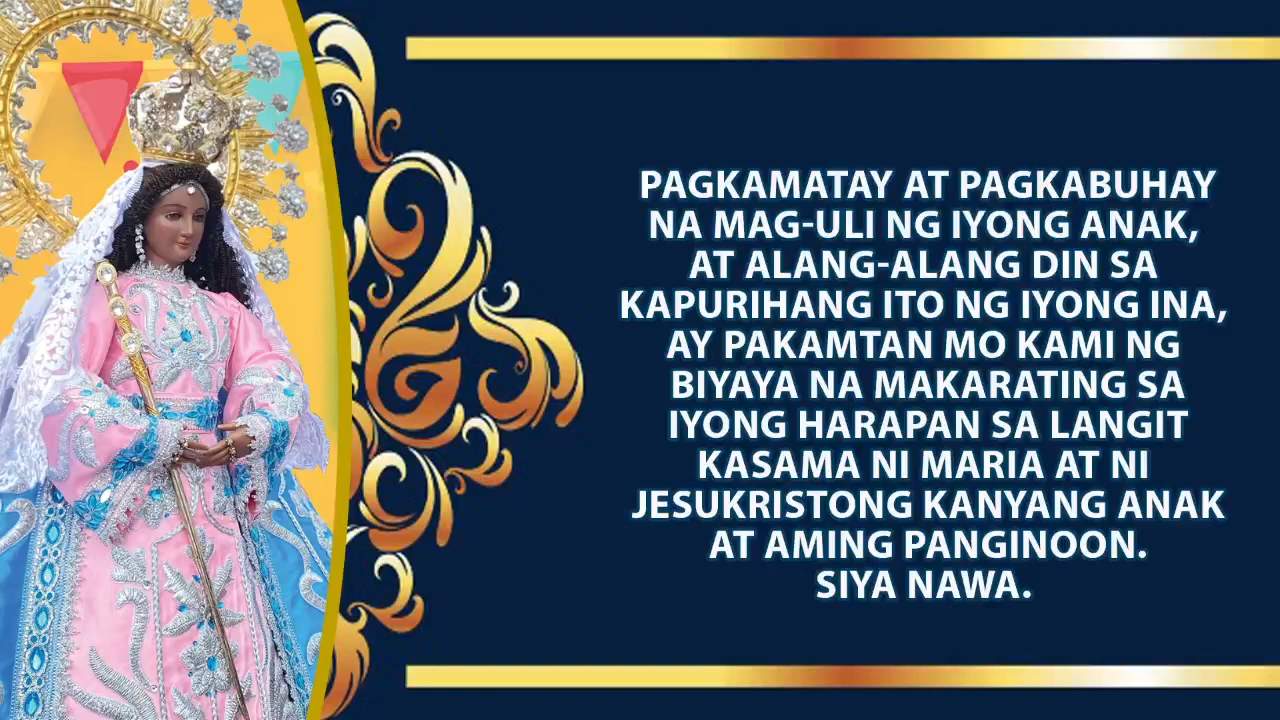 PAGKAMATAY AT PAGKABUHAY
NA MAG-ULI NG IYONG ANAK,
AT ALANG-ALANG DIN SA
KAPURIHANG ITO NG IYONG INA,
AY PAKAMTAN MO KAMI NG
BIYAYA NA MAKARATING SA
IYONG HARAPAN SA LANGIT
KASAMA NI MARIA AT NI
JESUKRISTONG KANYANG ANAK
AT AMING PANGINOON.
SIYA NAWA.